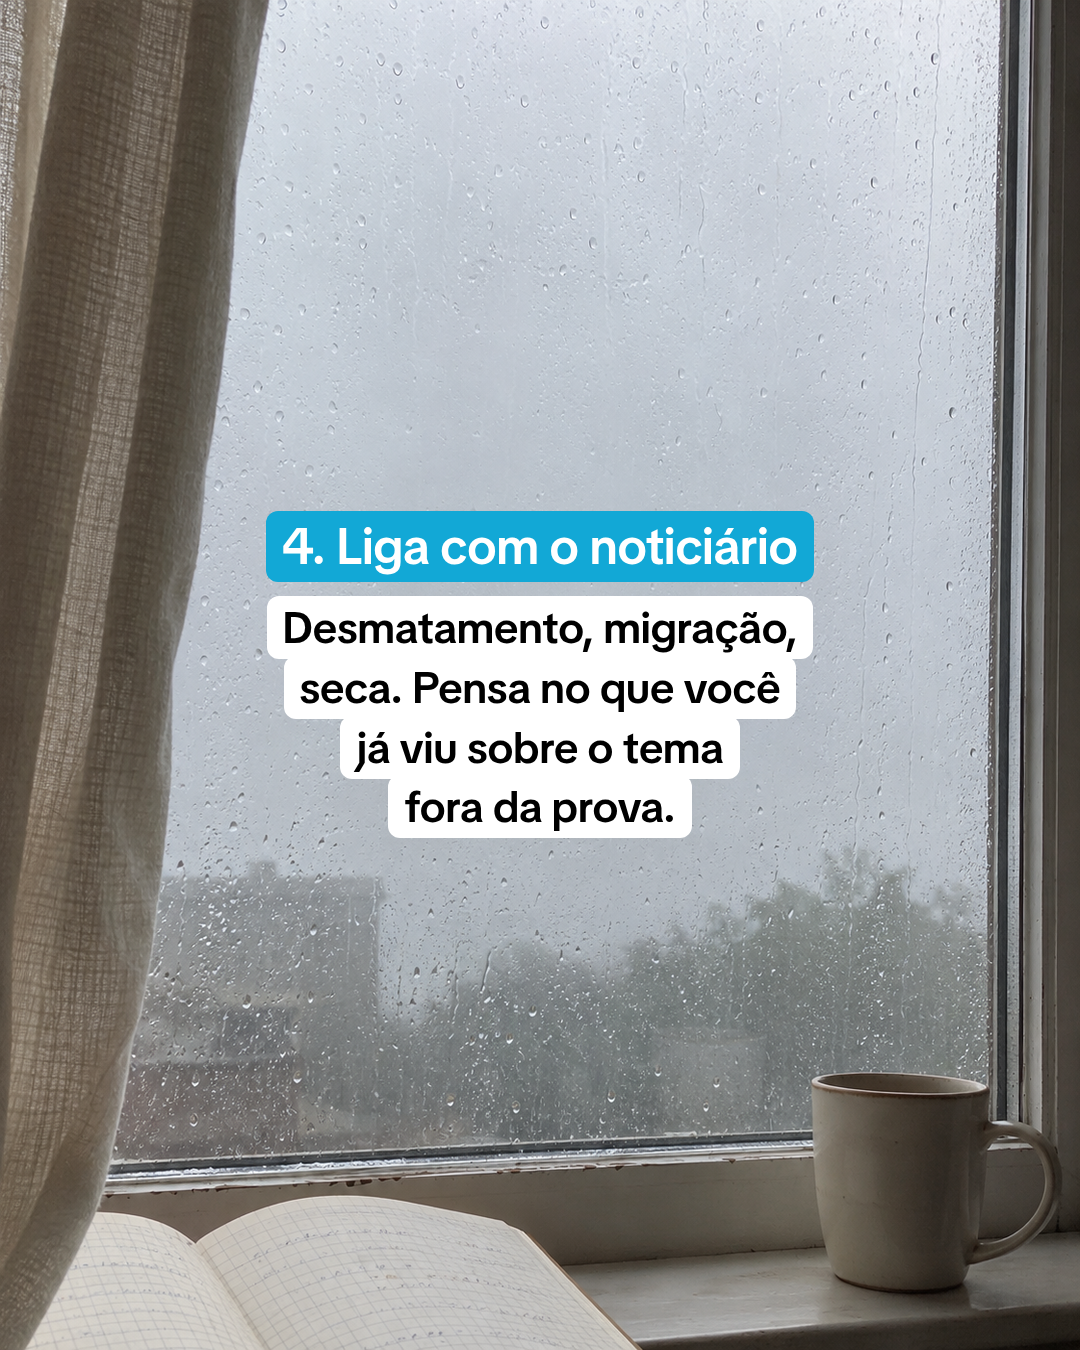 4. Liga com o noticiário
Desmatamento, migração,
seca. Pensa no que você
já viu sobre o tema
fora da prova.